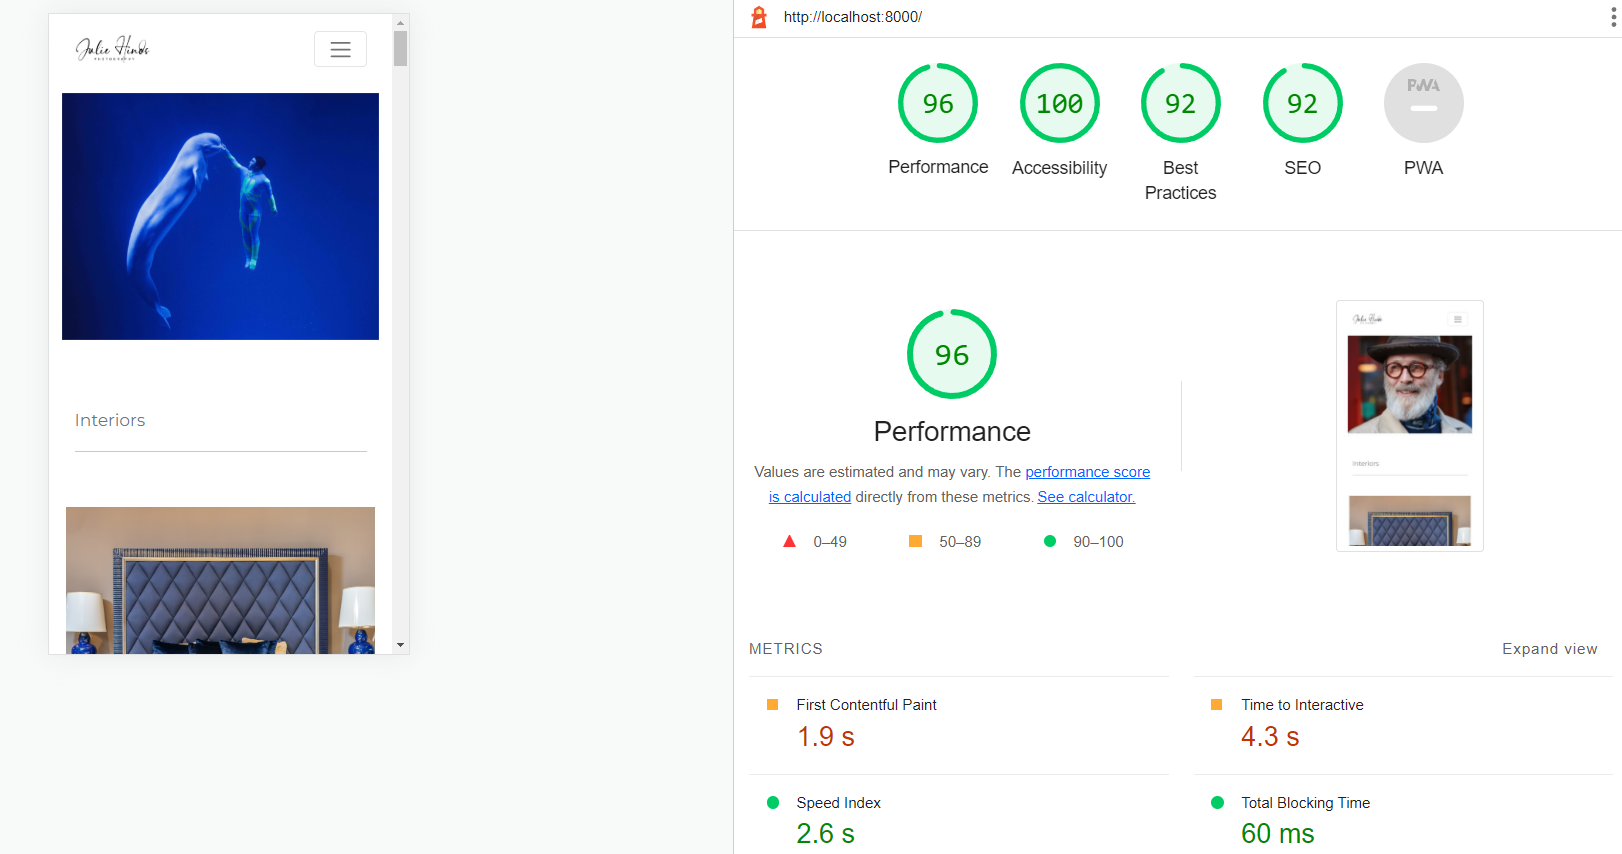 Julie Hinds
PHOTOGRAPHY
Interiors
http://localhost:8000/
96
100
92
92
PWA
Performance
Accessibility
Best
Practices
SEO
PWA
96
Performance
Values are estimated and may vary. The performance score
is calculated directly from these metrics. See calculator.
0–49
50–89
90–100
Interiors
METRICS
Expand view
First Contentful Paint
1.9 s
Time to Interactive
4.3 s
Speed Index
2.6 s
Total Blocking Time
60 ms